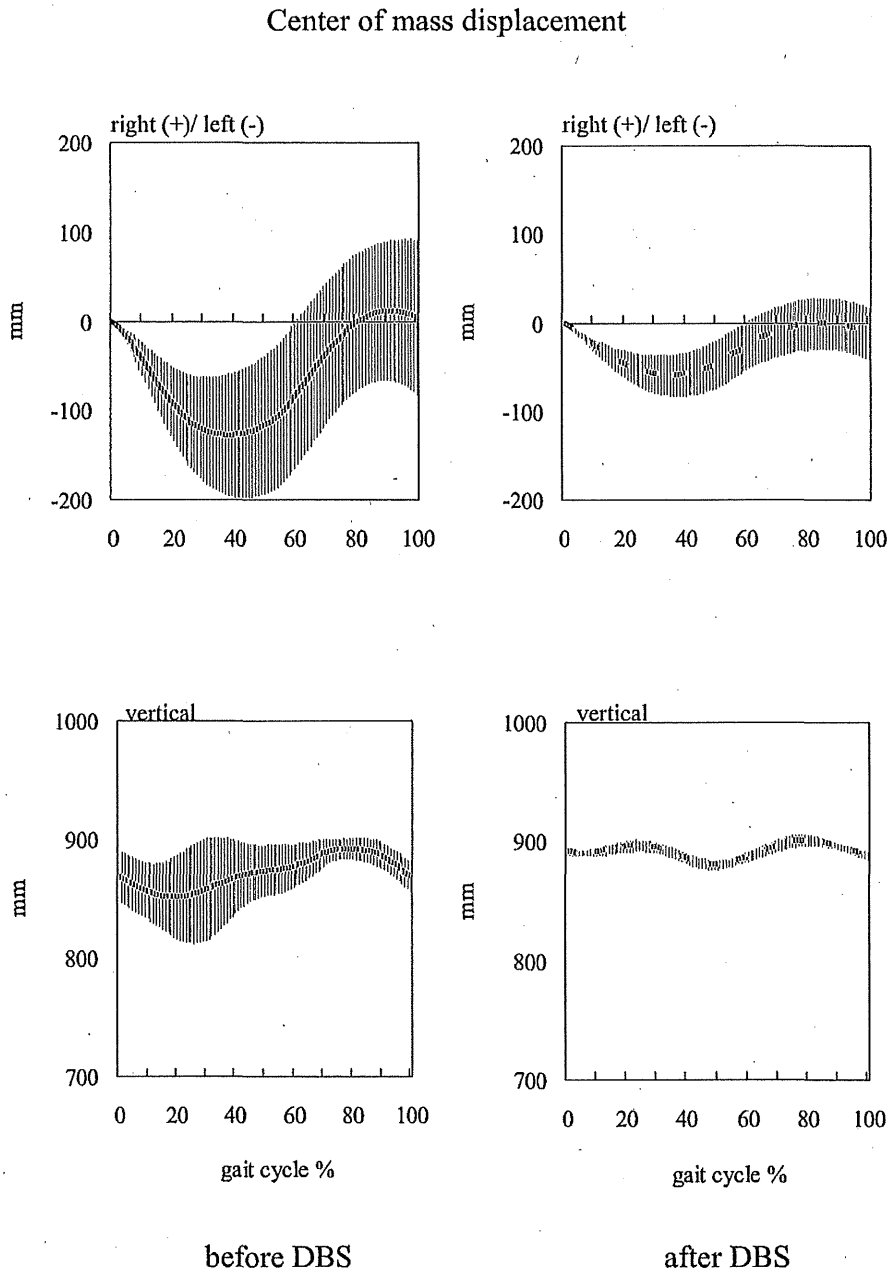 Center of mass displacement
right (+)/ left (-)
200
100
0
-100
-200
mm
0 20 40 60 80 100
right (+)/ left (-)
200
100
0
-100
-200
mm
0 20 40 60 80 100
vertical
1000
900
800
700
mm
0 20 40 60 80 100
gait cycle %
vertical
1000
900
800
700
mm
0 20 40 60 80 100
gait cycle %
before DBS
after DBS